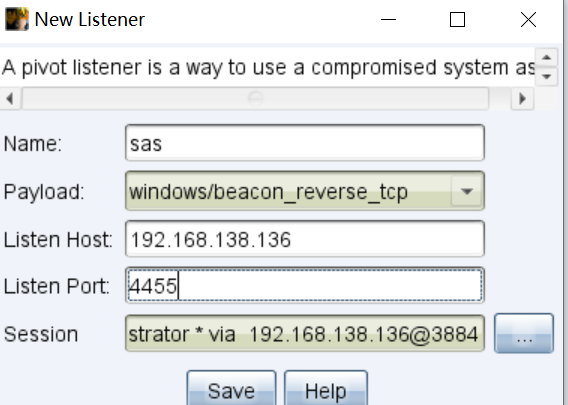 New Listener
A pivot listener is a way to use a compromised system as
Name:
sas
Payload:
windows/beacon_reverse_tcp
Listen Host:
192.168.138.136
Listen Port:
4455
Session
strator * via 192.168.138.136@3884
...
Save
Help